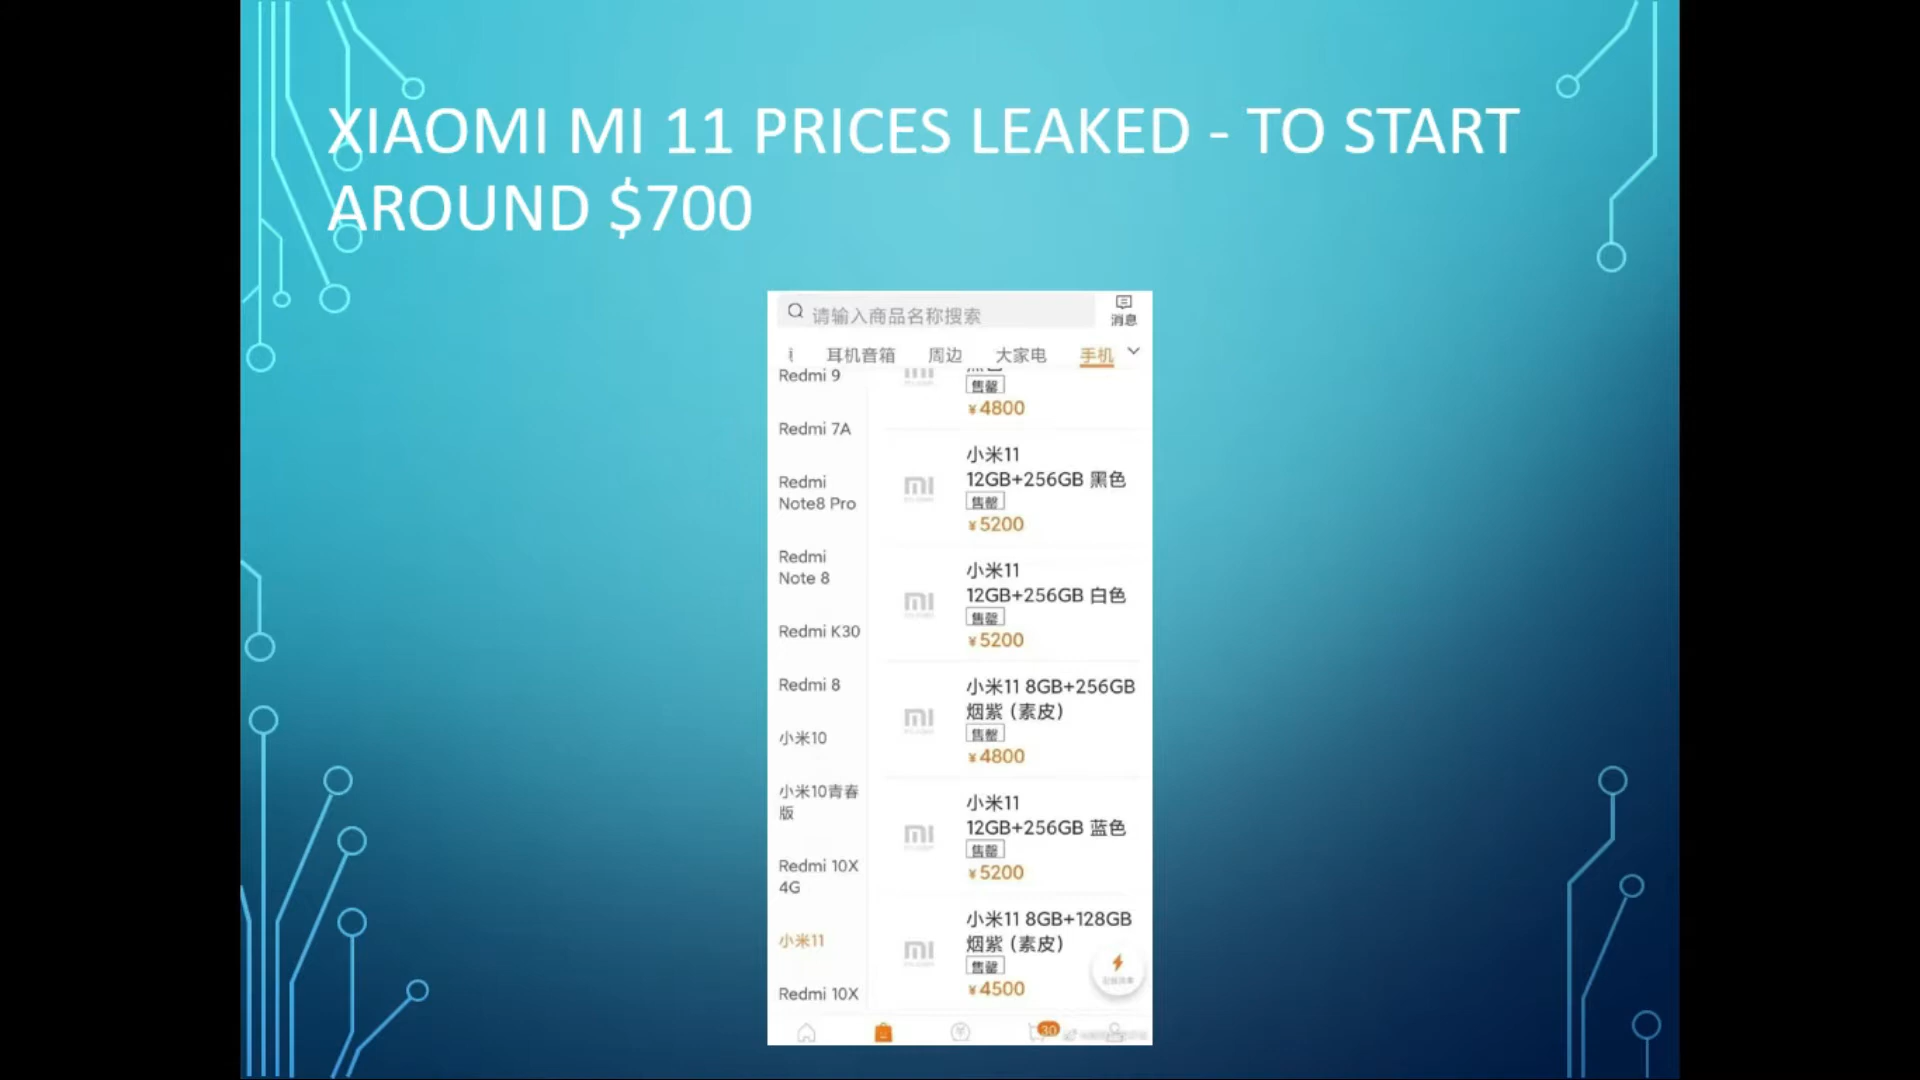 XIAOMI MI 11 PRICES LEAKED - TO START
AROUND $700
请输入商品名称搜索
消息
耳机音箱 周边 大家电 手机
Redmi 9
Redmi 7A
Redmi
Note8 Pro
Redmi
Note 8
Redmi K30
Redmi 8
小米10
小米10青春
版
Redmi 10X
4G
小米11
Redmi 10X
售罄
¥4800
小米11
12GB+256GB 黑色
售罄
¥5200
小米11
12GB+256GB 白色
售罄
¥5200
小米11 8GB+256GB
烟紫 (素皮)
售罄
¥4800
小米11
12GB+256GB 蓝色
售罄
¥5200
小米11 8GB+128GB
烟紫 (素皮)
售罄
¥4500
30